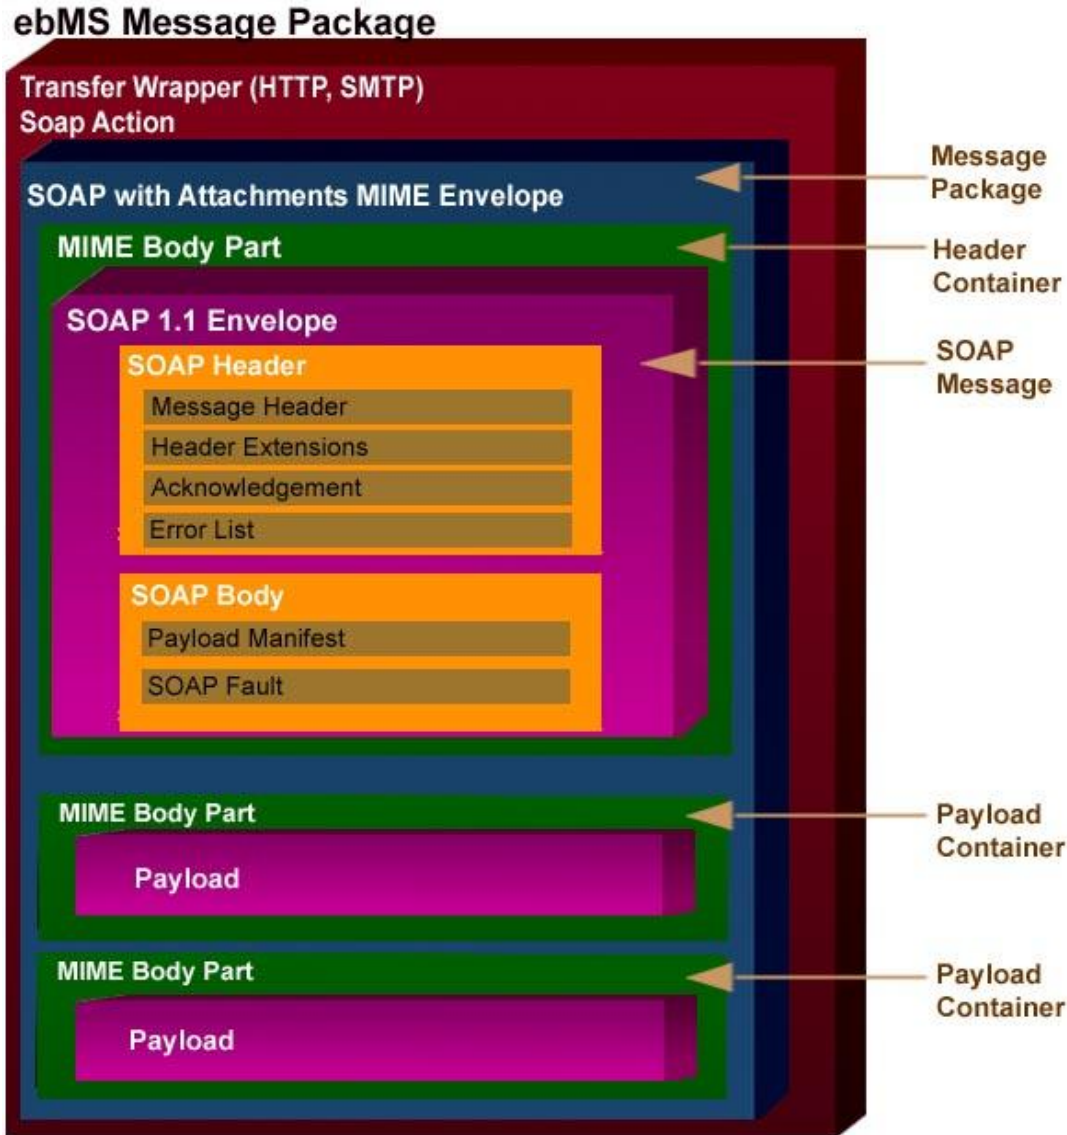 ebMS Message Package
Transfer Wrapper (HTTP, SMTP)
Soap Action
SOAP with Attachments MIME Envelope
MIME Body Part
SOAP 1.1 Envelope
SOAP Header
Message Header
Header Extensions
Acknowledgement
Error List
SOAP Body
Payload Manifest
SOAP Fault
MIME Body Part
Payload
MIME Body Part
Payload
Message
Package
Header
Container
SOAP
Message
Payload
Container
Payload
Container